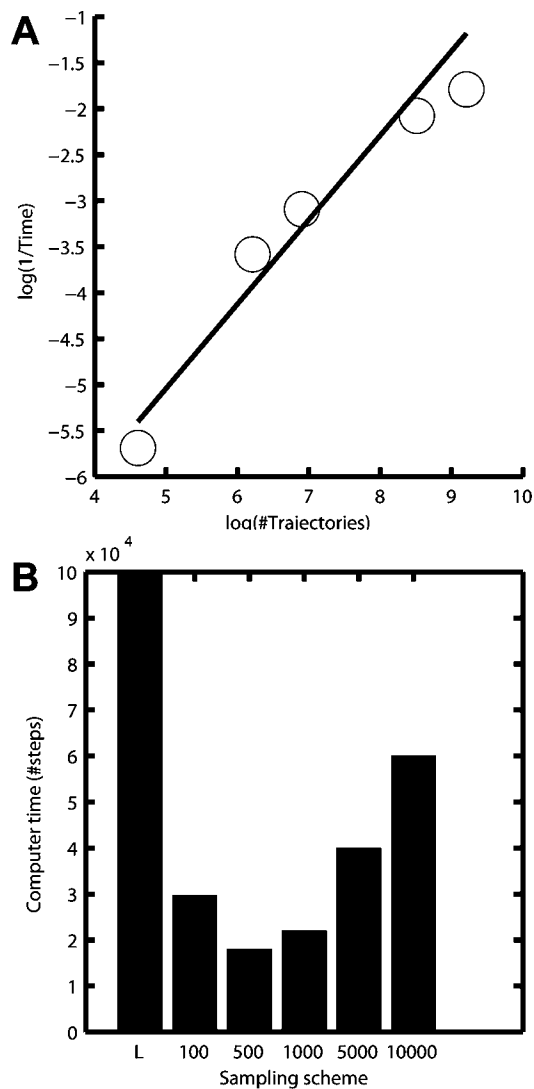 A
−1
−1.5
−2
−2.5
−3
−3.5
−4
−4.5
−5
−5.5
−6
log(1/Time)
4 5 6 7 8 9 10
log(#Trajectories)
B
x 10 4
10
9
8
7
6
5
4
3
2
1
0
Computer time (#steps)
L 100 500 1000 5000 10000
Sampling scheme